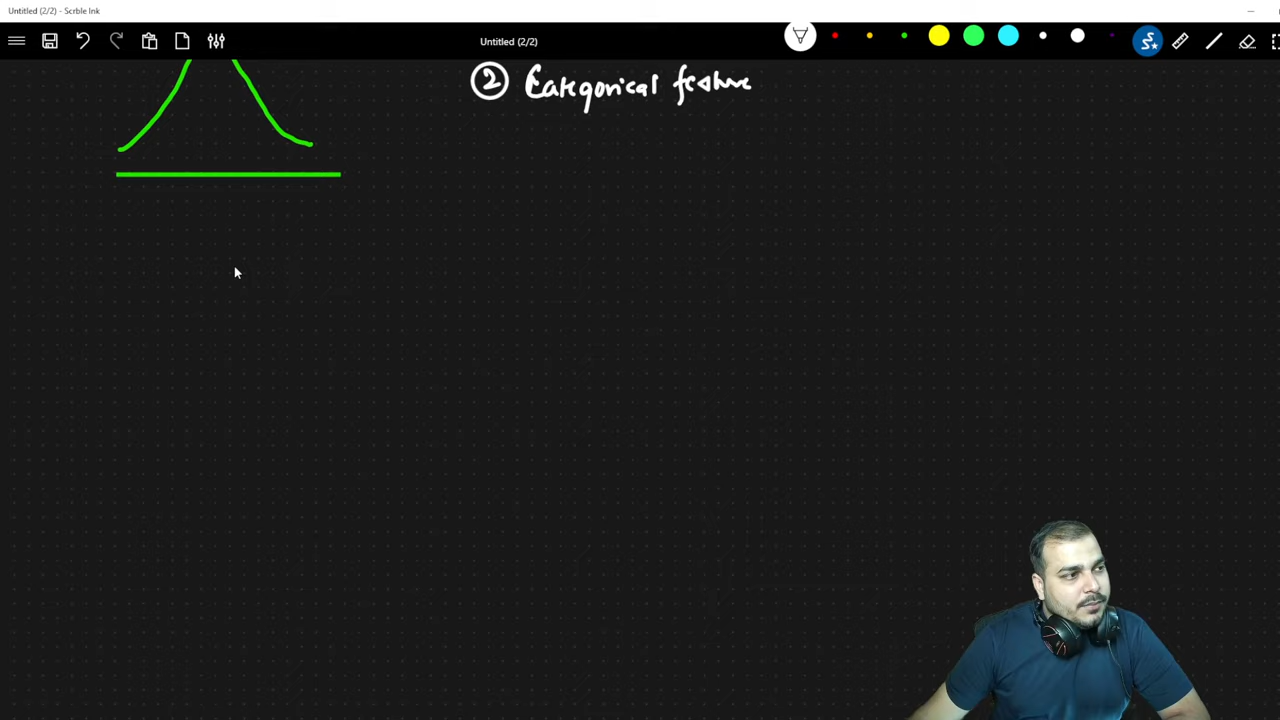 Untitled (2/2) - Scrble Ink
Untitled (2/2)
② Categorical feature